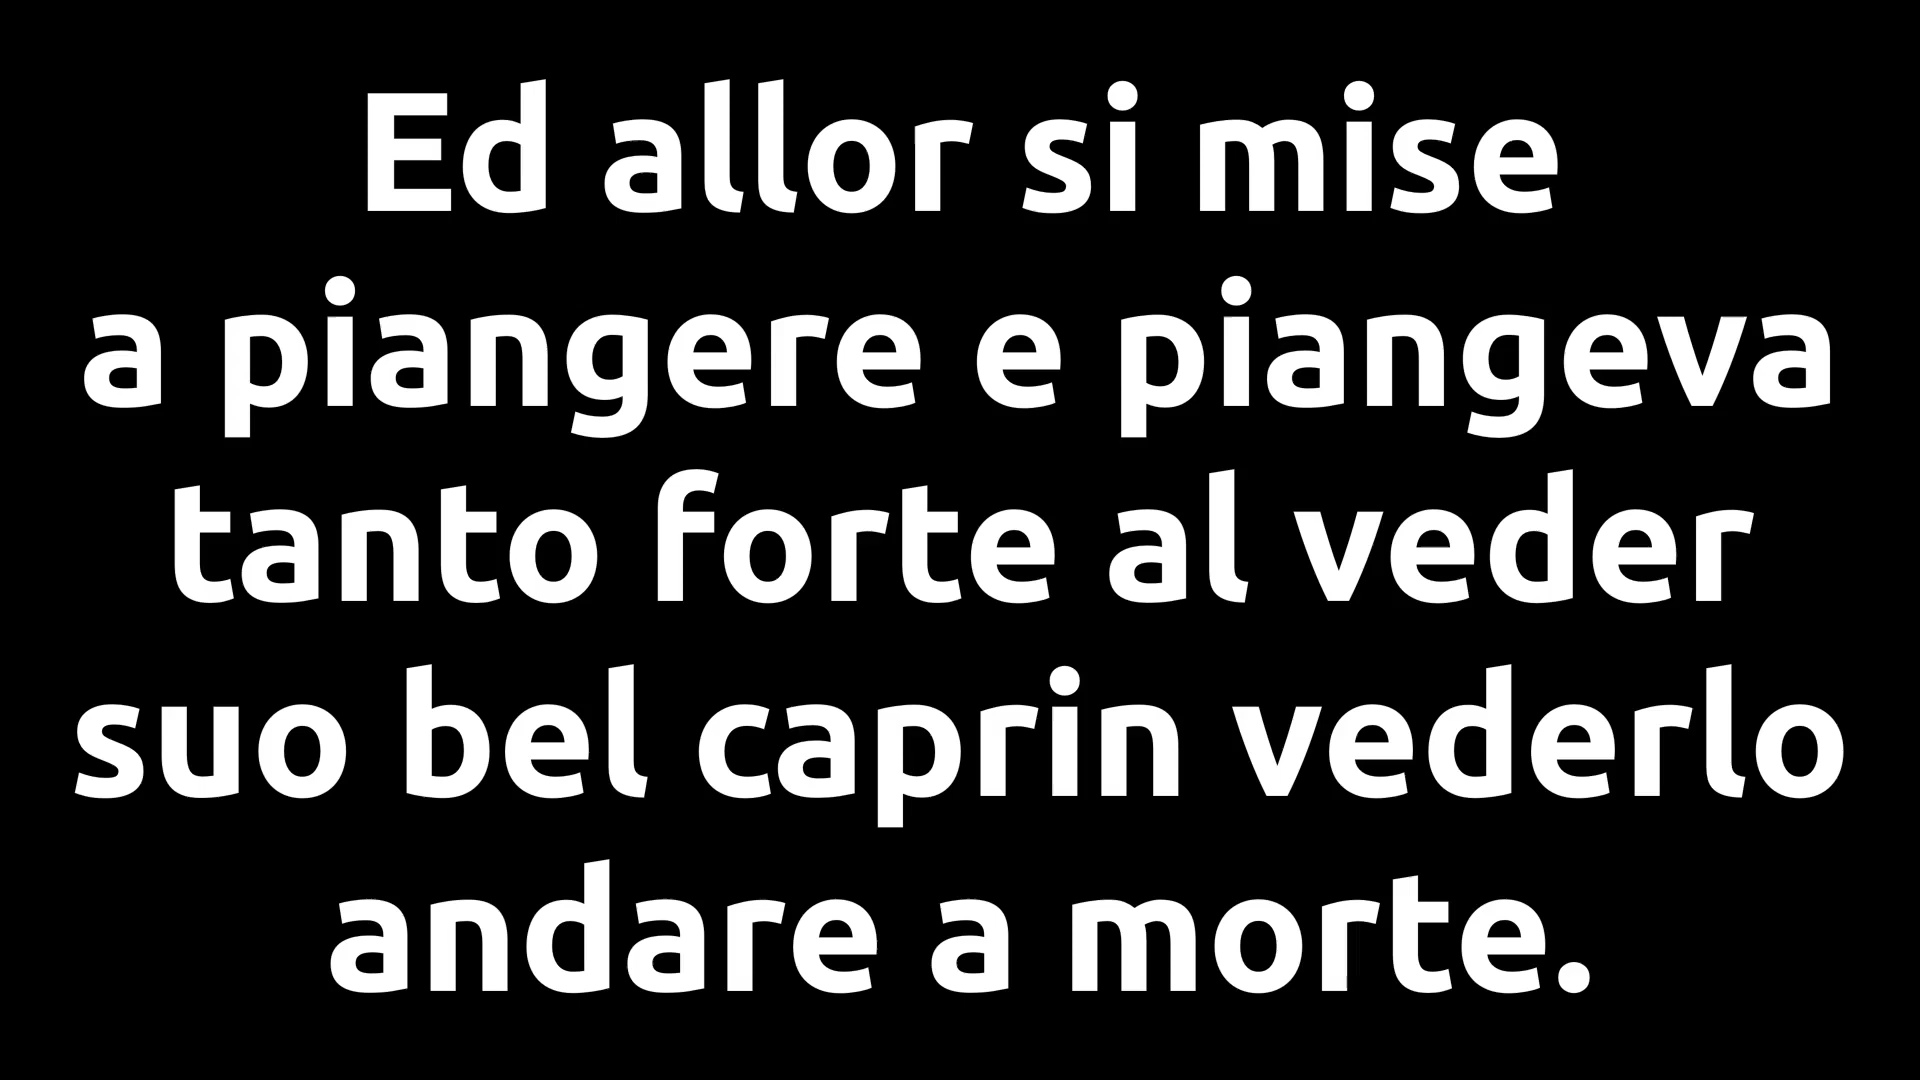 Ed allor si mise
a piangere e piangeva
tanto forte al veder
suo bel caprin vederlo
andare a morte.